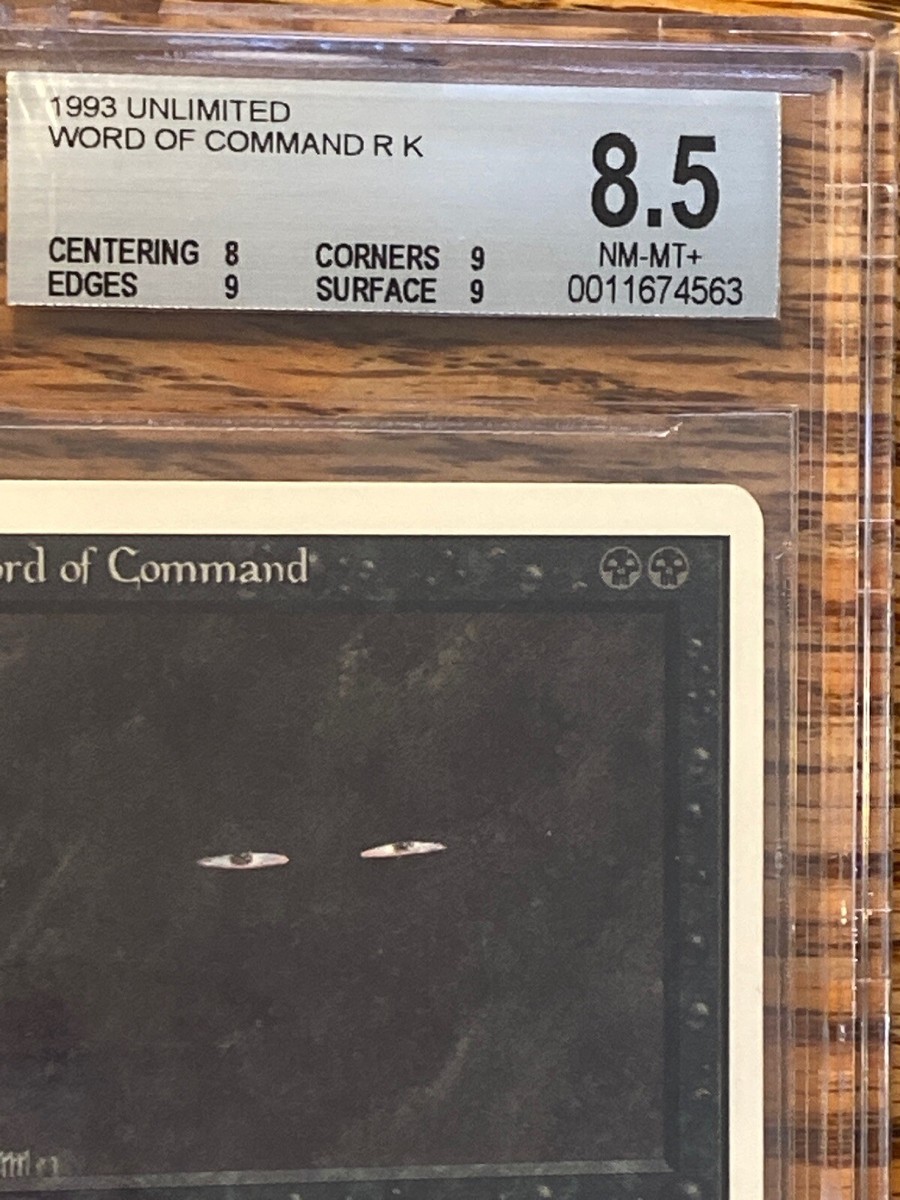 1993 UNLIMITED
WORD OF COMMAND R K
8.5
CENTERING 8 CORNERS 9
NM-MT+
EDGES 9 SURFACE 9
0011674563
of Command